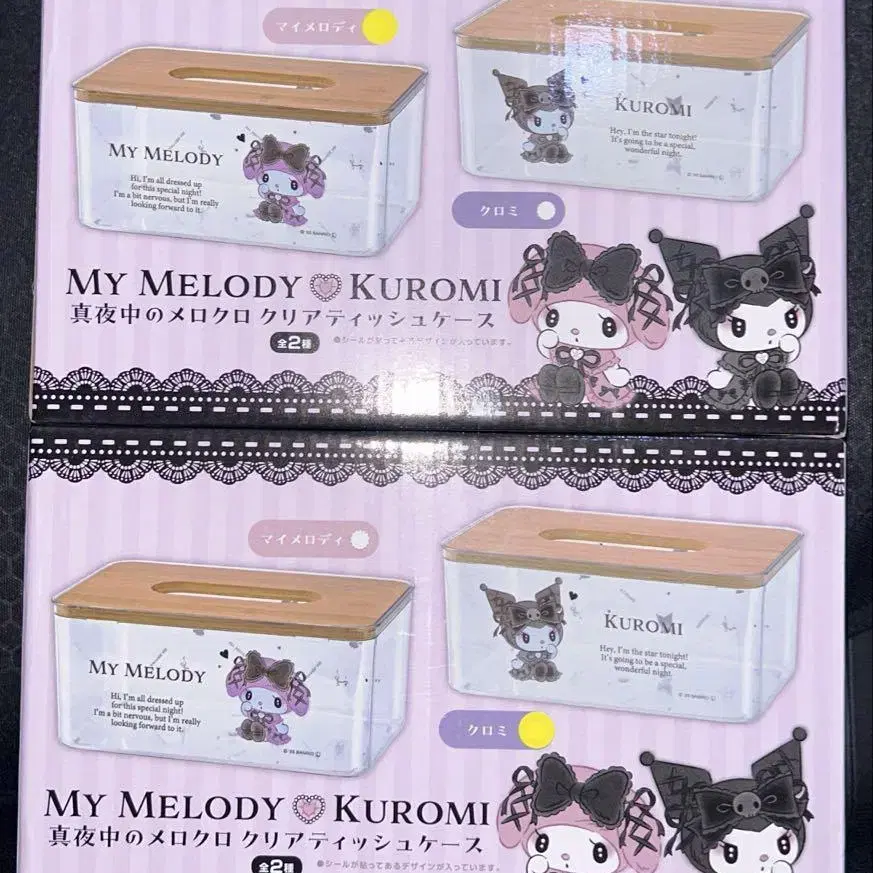 マイメロディ
KUROMI
Hey, I'm the star tonight!
It's going to be a special,
wonderful night.
MY MELODY
Hi, I'm all dressed up
for this special night!
I'm a bit nervous, but I'm really
looking forward to it.
クロミ
MY MELODY KUROMI
真夜中のメロクロ クリアティッシュケース
全2種
マイメロディ
KUROMI
Hey, I'm the star tonight!
It's going to be a special,
wonderful night.
MY MELODY
Hi, I'm all dressed up
for this special night!
I'm a bit nervous, but I'm really
looking forward to it.
クロミ
MY MELODY KUROMI
真夜中のメロクロ クリアティッシュケース
全2種 ●シールが貼ってあるデザインが入っています。